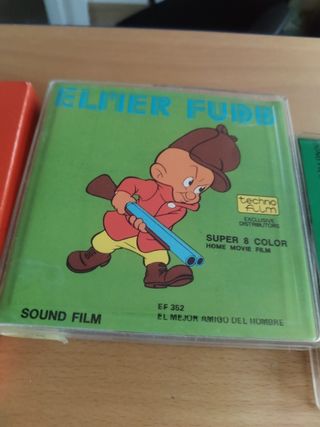 ELMER FUDD
techno
film
EXCLUSIVE
DISTRIBUTORS
SUPER 8 COLOR
HOME MOVIE FILM
EF 352
SOUND FILM
EL MEJOR AMIGO DEL HOMBRE